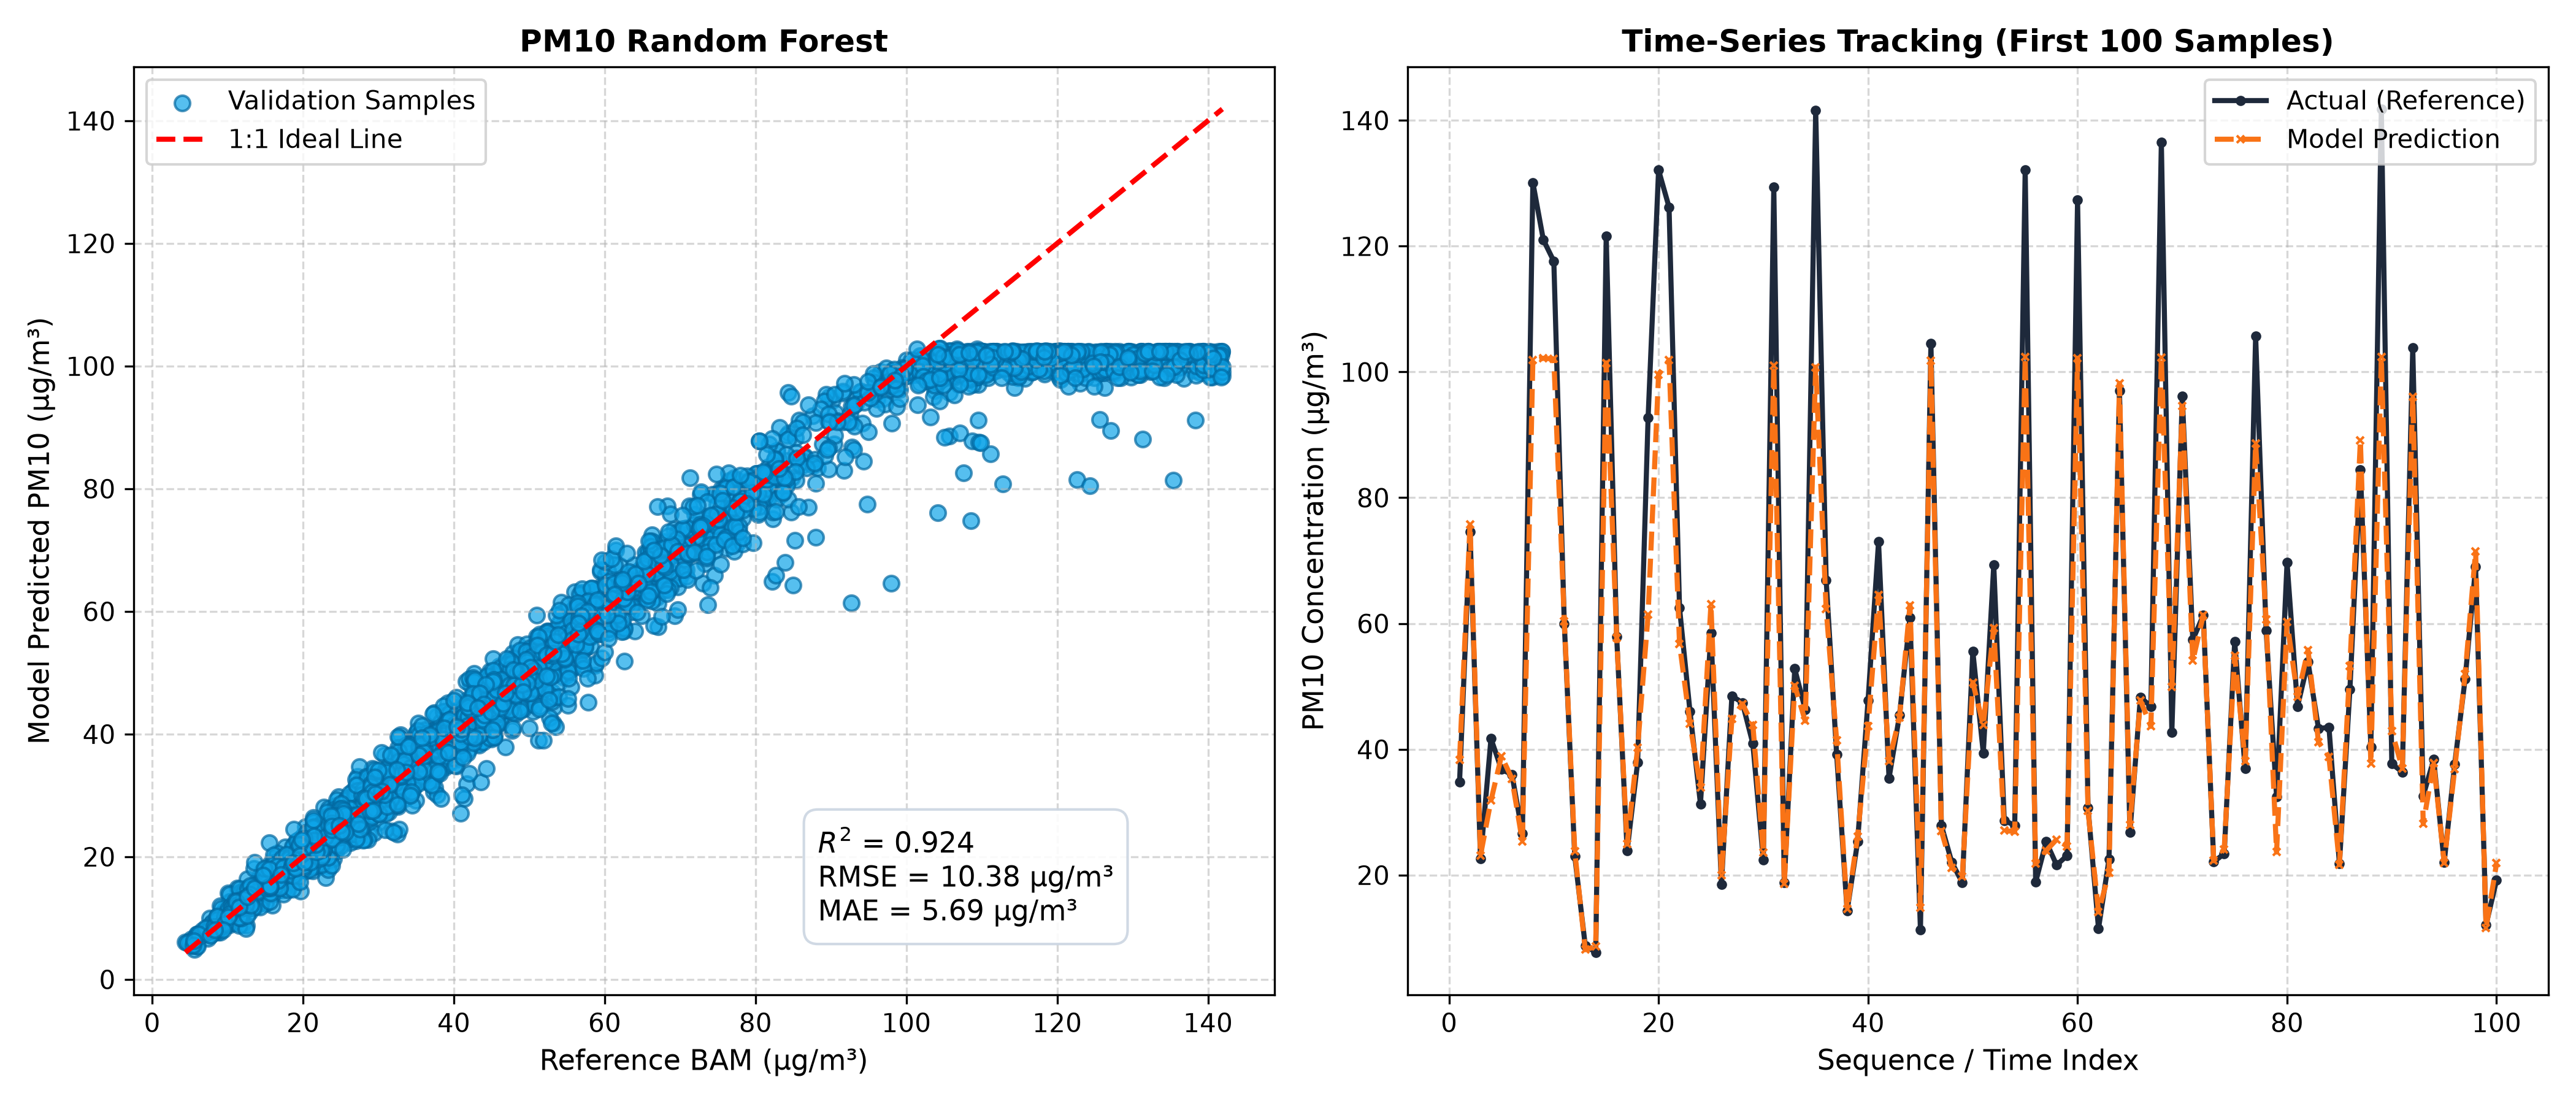 PM10 Random Forest
Validation Samples
1:1 Ideal Line
Model Predicted PM10 (µg/m³)
140
120
100
80
60
40
20
0
R² = 0.924
RMSE = 10.38 µg/m³
MAE = 5.69 µg/m³
0 20 40 60 80 100 120 140
Reference BAM (µg/m³)
Time-Series Tracking (First 100 Samples)
Actual (Reference)
Model Prediction
PM10 Concentration (µg/m³)
140
120
100
80
60
40
20
0 20 40 60 80 100
Sequence / Time Index